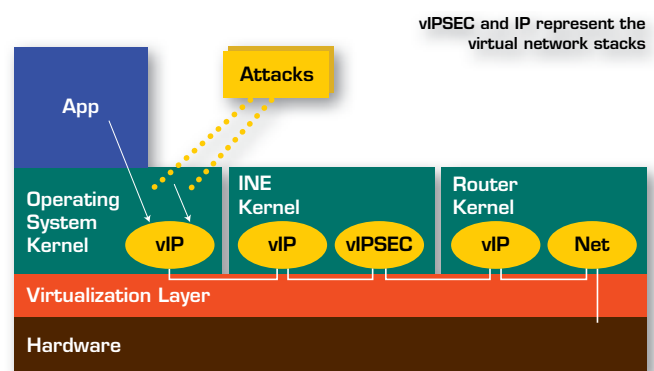 vIPSEC and IP represent the
virtual network stacks
Attacks
App
Operating
System
Kernel
vIP
INE
Kernel
vIP
vIPSEC
Router
Kernel
vIP
Net
Virtualization Layer
Hardware